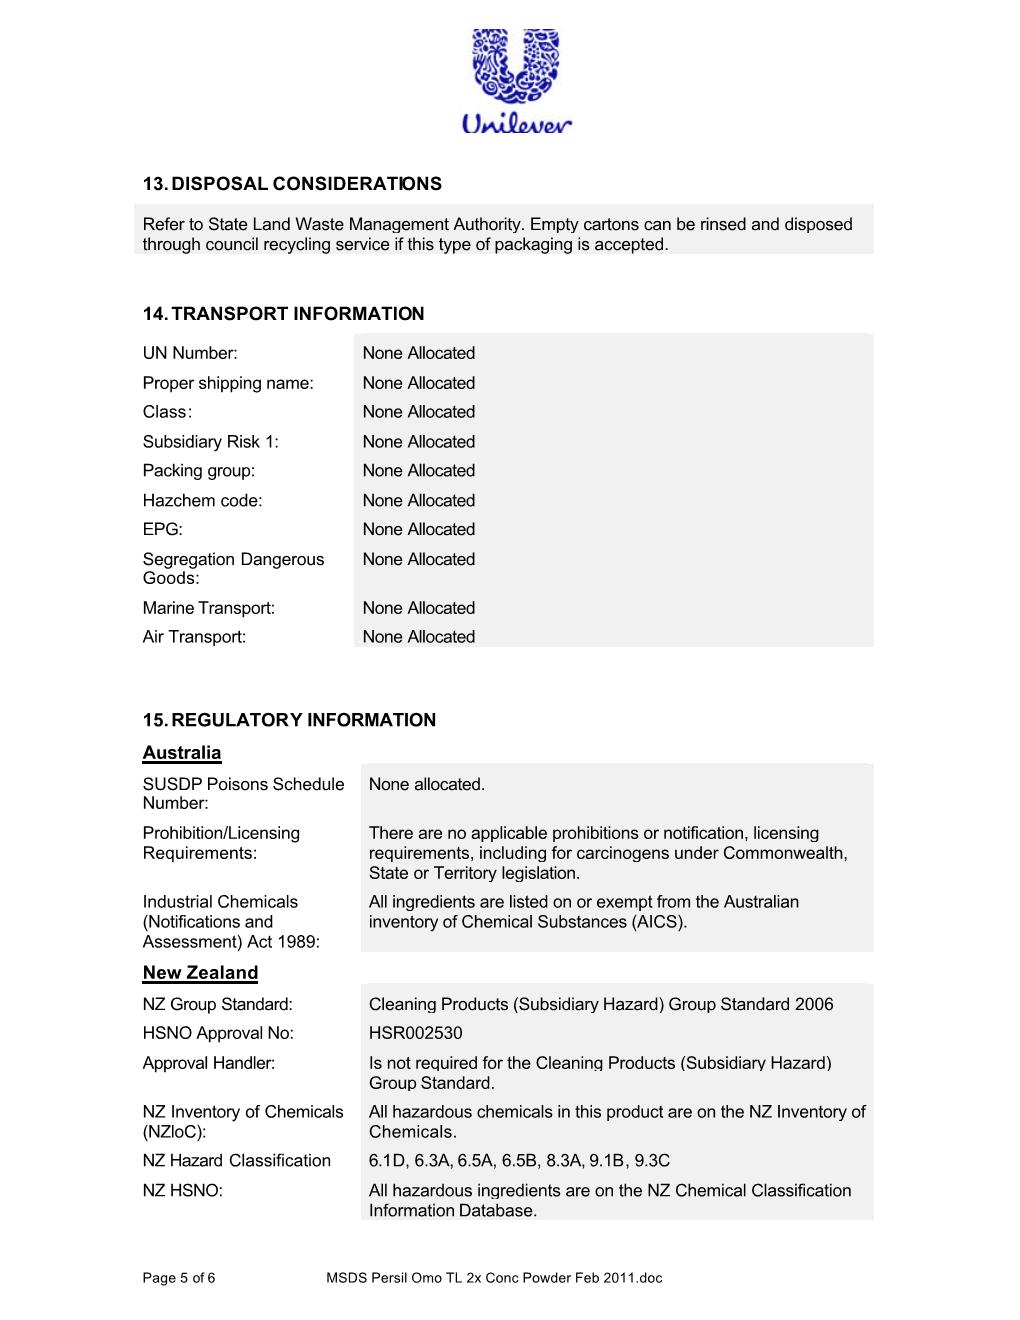 Unilever
13. DISPOSAL CONSIDERATIONS
Refer to State Land Waste Management Authority. Empty cartons can be rinsed and disposed
through council recycling service if this type of packaging is accepted.
14. TRANSPORT INFORMATION
UN Number: None Allocated
Proper shipping name: None Allocated
Class: None Allocated
Subsidiary Risk 1: None Allocated
Packing group: None Allocated
Hazchem code: None Allocated
EPG: None Allocated
Segregation Dangerous None Allocated
Goods:
Marine Transport: None Allocated
Air Transport: None Allocated
15. REGULATORY INFORMATION
Australia
SUSDP Poisons Schedule None allocated.
Number:
Prohibition/Licensing There are no applicable prohibitions or notification, licensing
Requirements: requirements, including for carcinogens under Commonwealth,
State or Territory legislation.
Industrial Chemicals All ingredients are listed on or exempt from the Australian
(Notifications and inventory of Chemical Substances (AICS).
Assessment) Act 1989:
New Zealand
NZ Group Standard: Cleaning Products (Subsidiary Hazard) Group Standard 2006
HSNO Approval No: HSR002530
Approval Handler: Is not required for the Cleaning Products (Subsidiary Hazard)
Group Standard.
NZ Inventory of Chemicals All hazardous chemicals in this product are on the NZ Inventory of
(NZIoC): Chemicals.
NZ Hazard Classification 6.1D, 6.3A, 6.5A, 6.5B, 8.3A, 9.1B, 9.3C
NZ HSNO: All hazardous ingredients are on the NZ Chemical Classification
Information Database.
Page 5 of 6 MSDS Persil Omo TL 2x Conc Powder Feb 2011.doc